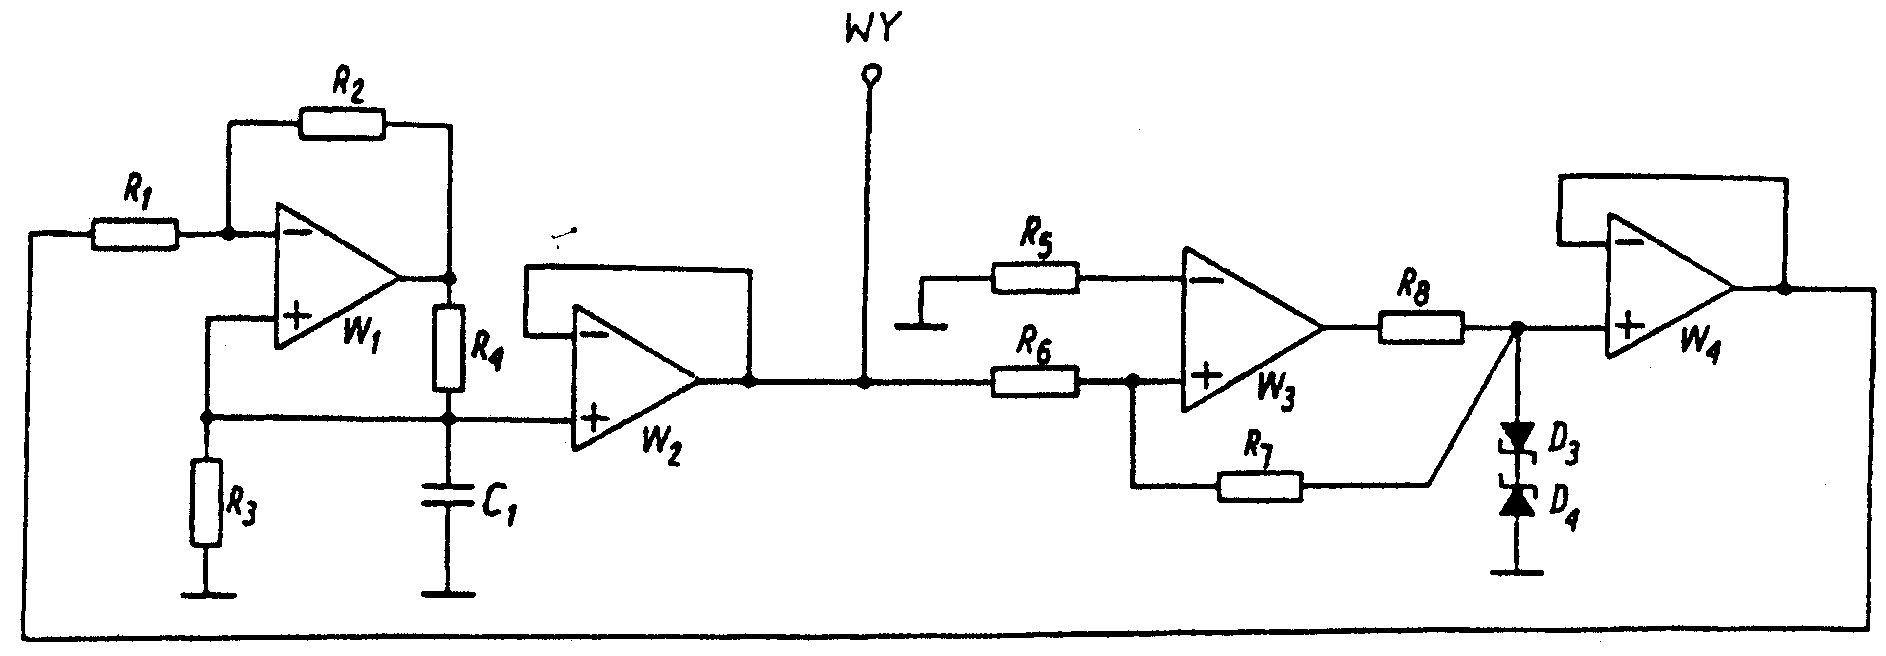 WY
R2
R1
−
+
W1
R4
R3
C1
−
+
W2
R5
R6
−
+
W3
R7
R8
D3
D4
−
+
W4